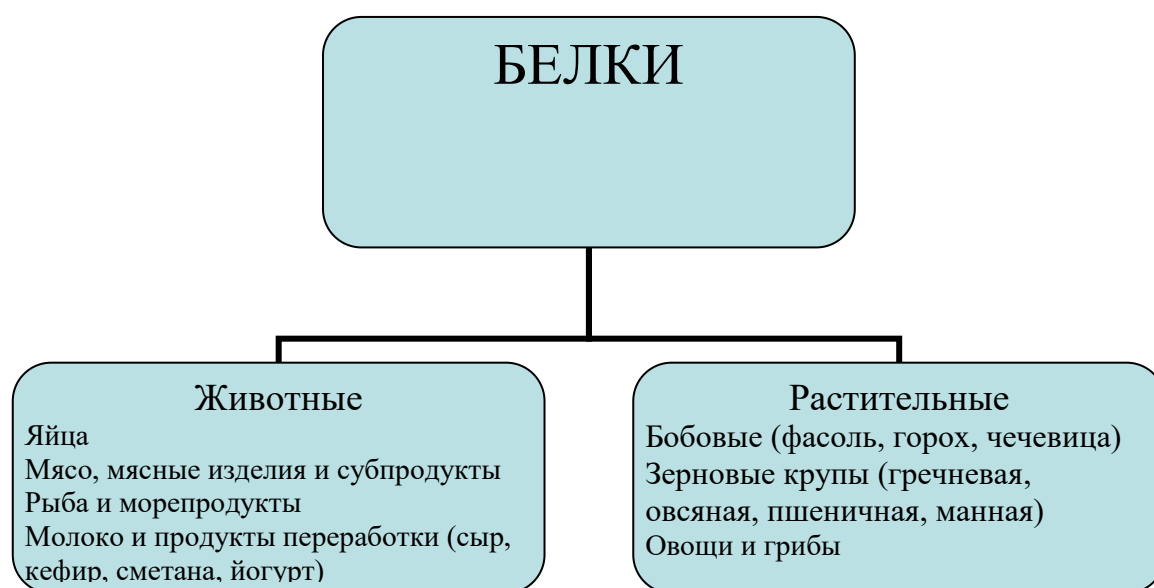 БЕЛКИ
Животные
Яйца
Мясо, мясные изделия и субпродукты
Рыба и морепродукты
Молоко и продукты переработки (сыр,
кефир, сметана, йогурт)
Растительные
Бобовые (фасоль, горох, чечевица)
Зерновые крупы (гречневая,
овсяная, пшеничная, манная)
Овощи и грибы